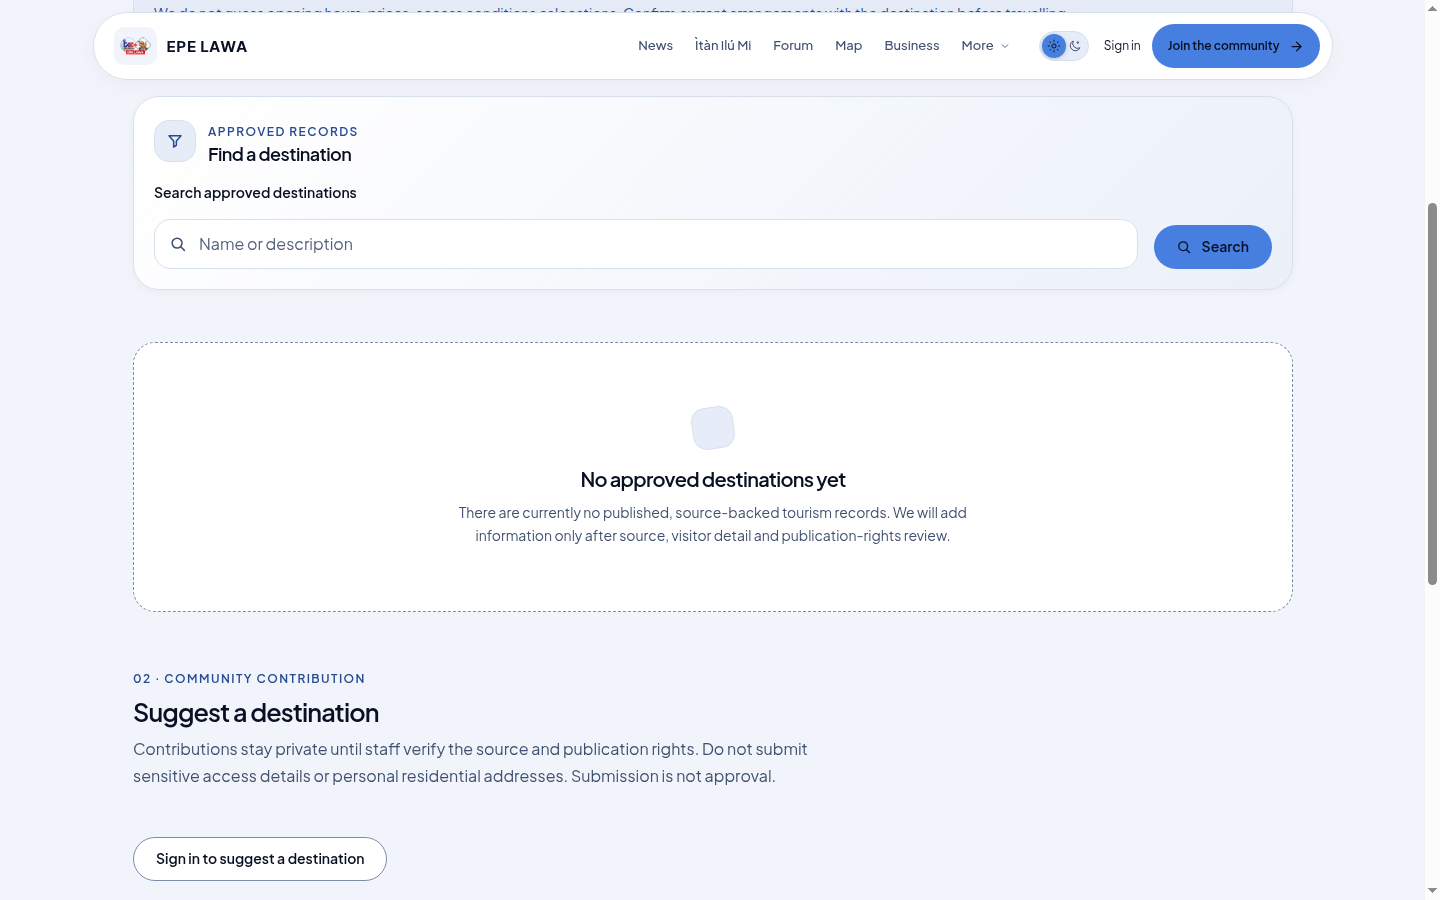 EPE LAWA
News
Ìtàn Ilú Mi
Forum
Map
Business
More
Sign in
Join the community
APPROVED RECORDS
Find a destination
Search approved destinations
Name or description
Search
No approved destinations yet
There are currently no published, source-backed tourism records. We will add
information only after source, visitor detail and publication-rights review.
02 · COMMUNITY CONTRIBUTION
Suggest a destination
Contributions stay private until staff verify the source and publication rights. Do not submit
sensitive access details or personal residential addresses. Submission is not approval.
Sign in to suggest a destination